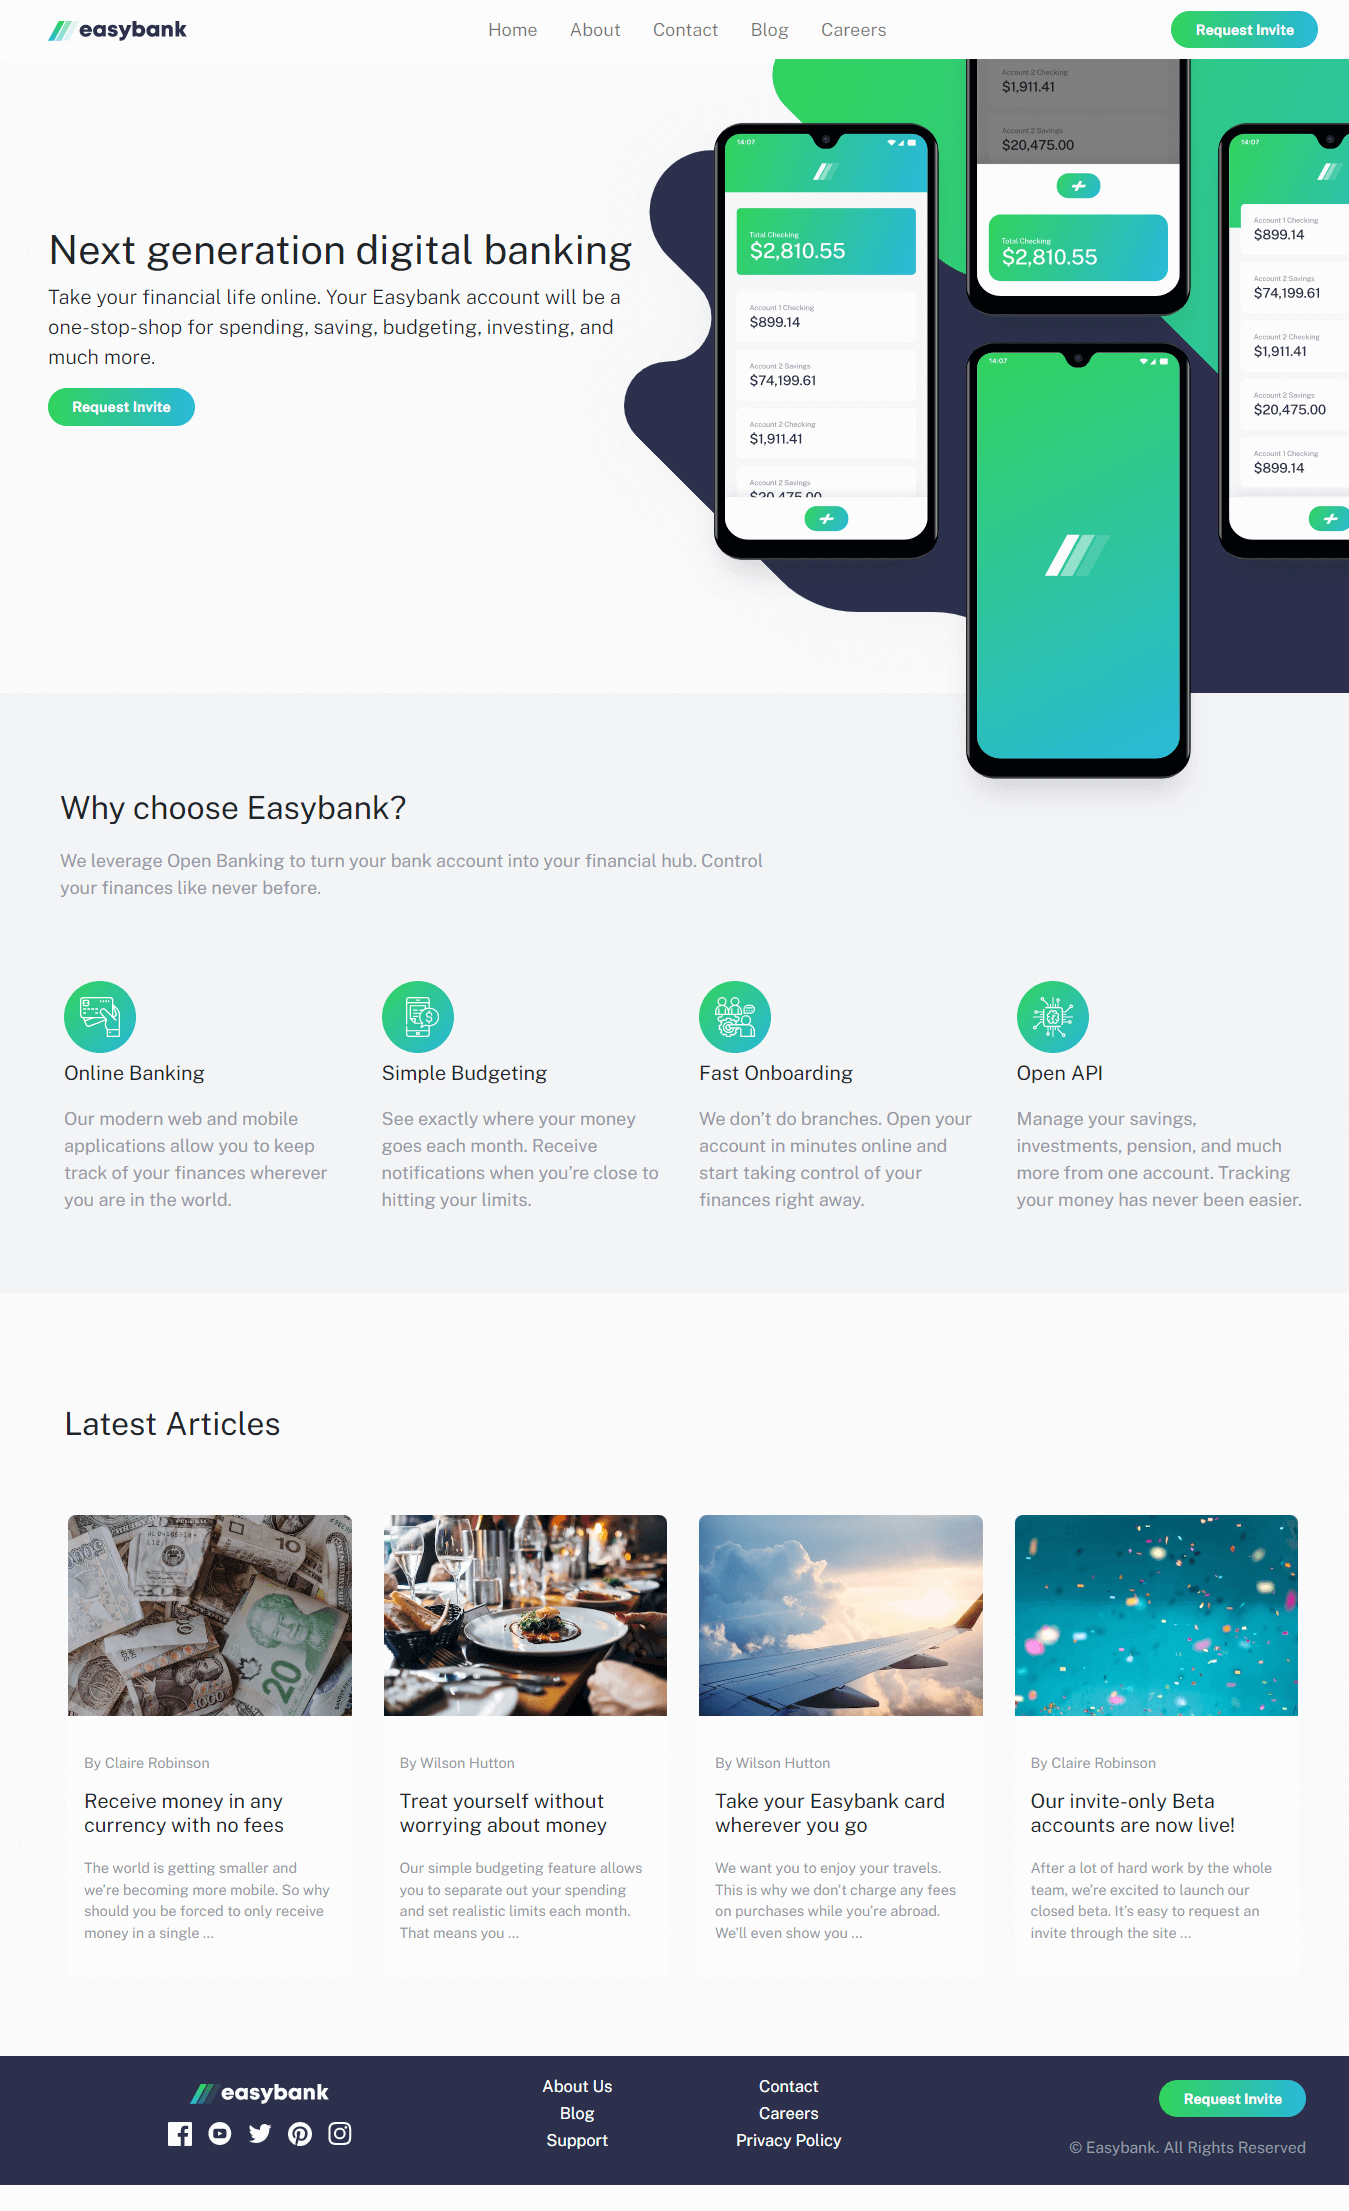 easybank
Home
About
Contact
Blog
Careers
Request Invite
Next generation digital banking
Take your financial life online. Your Easybank account will be a
one-stop-shop for spending, saving, budgeting, investing, and
much more.
Request Invite
14:07
Total Checking
$2,810.55
Account 1 Checking
$899.14
Account 2 Savings
$74,199.61
Account 2 Checking
$1,911.41
Account 2 Savings
$20,475.00
Account 2 Checking
$1,911.41
Account 2 Savings
$20,475.00
Total Checking
$2,810.55
14:07
14:07
Account 1 Checking
$899.14
Account 2 Savings
$74,199.61
Account 2 Checking
$1,911.41
Account 2 Savings
$20,475.00
Account 1 Checking
$899.14
Why choose Easybank?
We leverage Open Banking to turn your bank account into your financial hub. Control
your finances like never before.
Online Banking
Our modern web and mobile
applications allow you to keep
track of your finances wherever
you are in the world.
Simple Budgeting
See exactly where your money
goes each month. Receive
notifications when you’re close to
hitting your limits.
Fast Onboarding
We don’t do branches. Open your
account in minutes online and
start taking control of your
finances right away.
Open API
Manage your savings,
investments, pension, and much
more from one account. Tracking
your money has never been easier.
Latest Articles
10
20
1000
By Claire Robinson
Receive money in any
currency with no fees
The world is getting smaller and
we’re becoming more mobile. So why
should you be forced to only receive
money in a single …
By Wilson Hutton
Treat yourself without
worrying about money
Our simple budgeting feature allows
you to separate out your spending
and set realistic limits each month.
That means you …
By Wilson Hutton
Take your Easybank card
wherever you go
We want you to enjoy your travels.
This is why we don’t charge any fees
on purchases while you’re abroad.
We’ll even show you …
By Claire Robinson
Our invite-only Beta
accounts are now live!
After a lot of hard work by the whole
team, we’re excited to launch our
closed beta. It’s easy to request an
invite through the site …
easybank
About Us
Blog
Support
Contact
Careers
Privacy Policy
Request Invite
© Easybank. All Rights Reserved